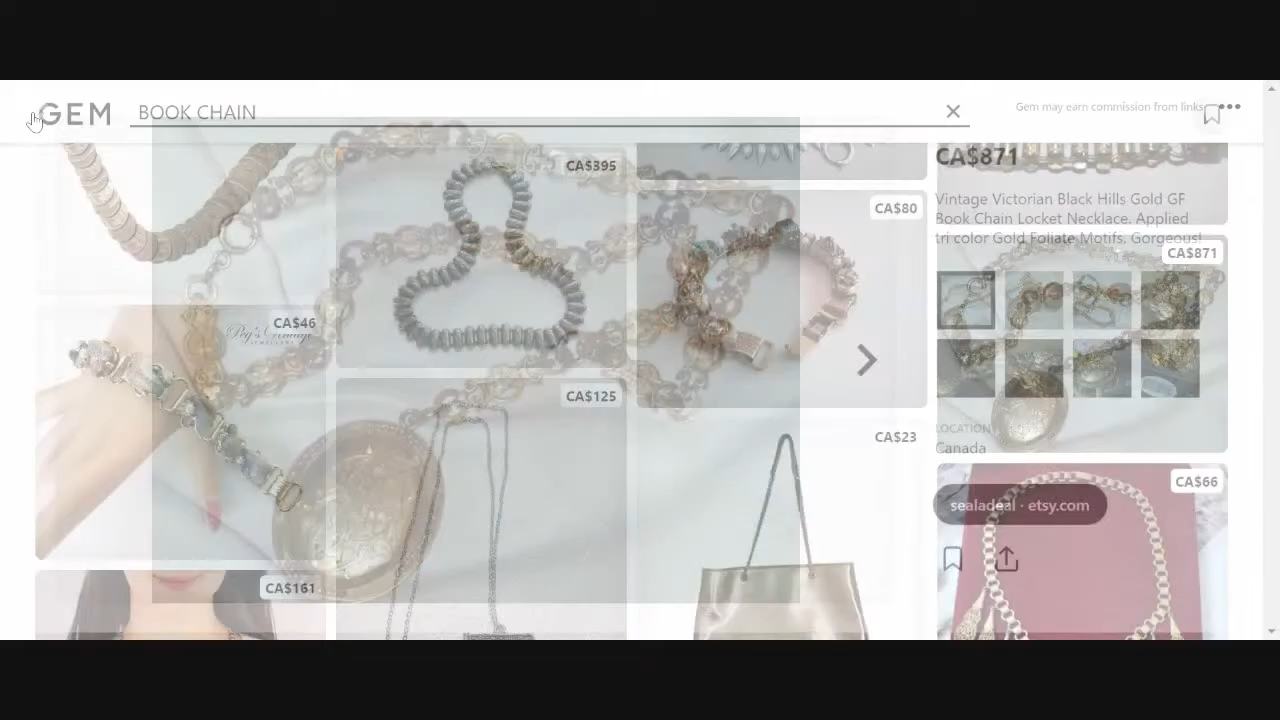 GEM
BOOK CHAIN
Gem may earn commission from links
CA$395
CA$871
Vintage Victorian Black Hills Gold GF
Book Chain Locket Necklace. Applied
tri color Gold Foliate Motifs. Gorgeous!
CA$80
CA$871
CA$46
CA$125
CA$23
LOCATION
Canada
CA$66
sealadeal · etsy.com
CA$161